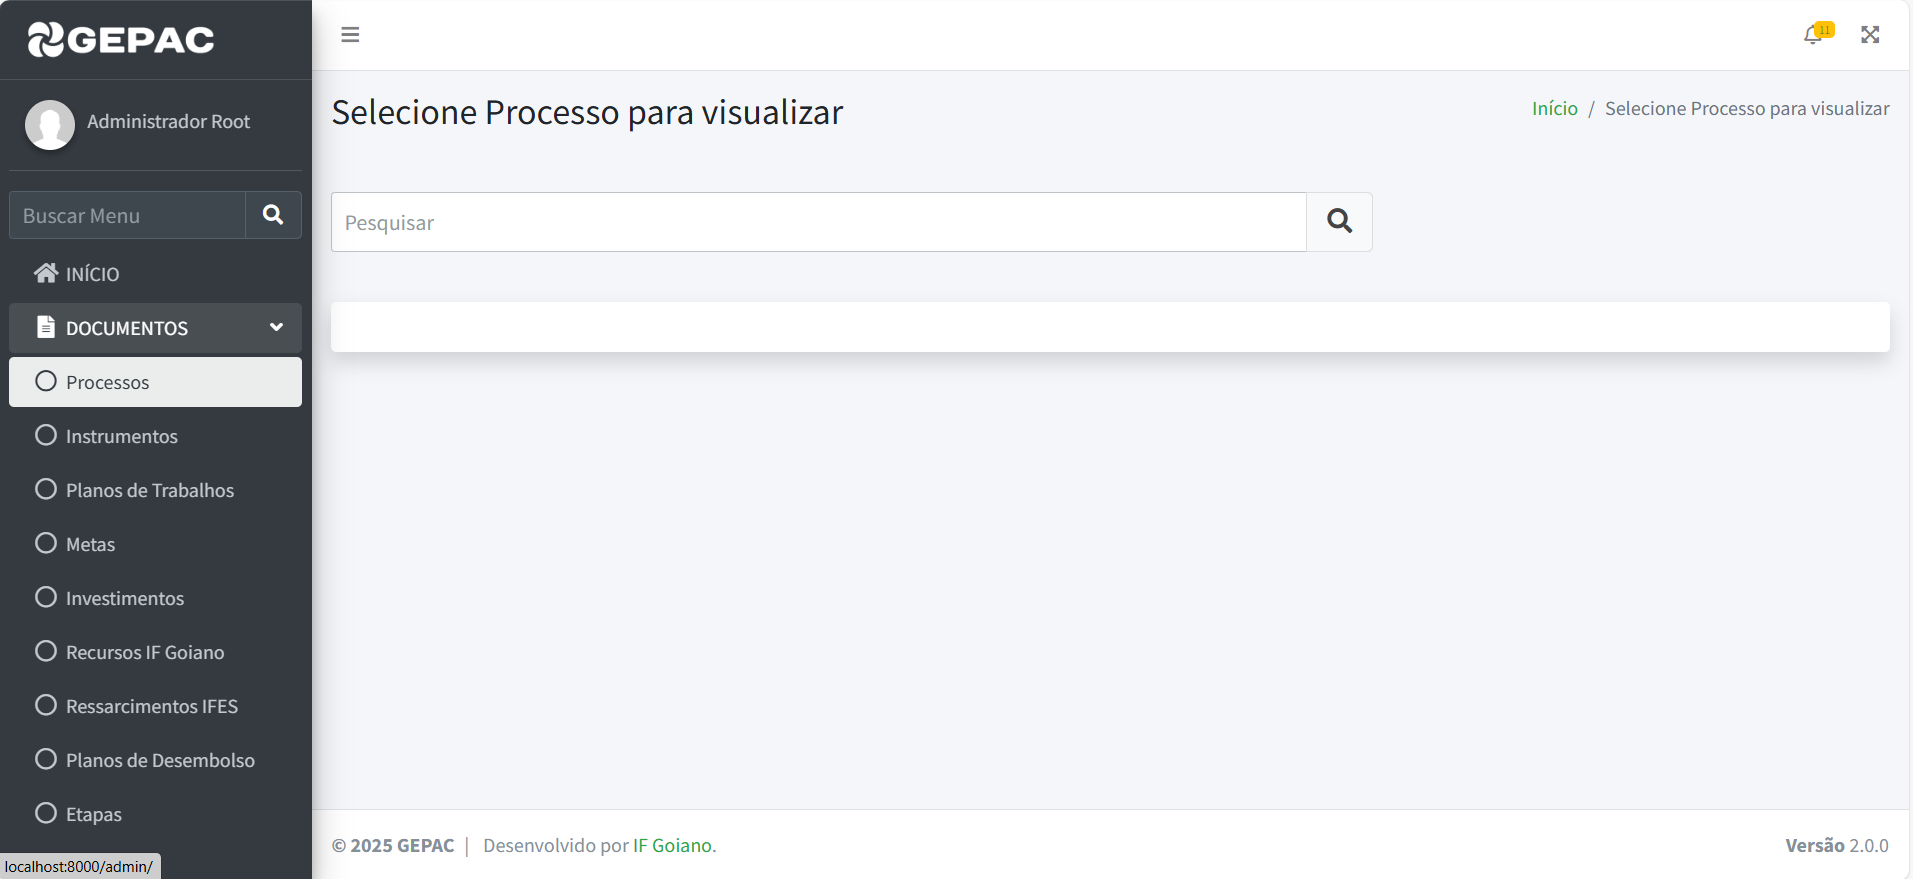 GEPAC
Administrador Root
Buscar Menu
INÍCIO
DOCUMENTOS
Processos
Instrumentos
Planos de Trabalhos
Metas
Investimentos
Recursos IF Goiano
Ressarcimentos IFES
Planos de Desembolso
Etapas
localhost:8000/admin/
11
Selecione Processo para visualizar
Início / Selecione Processo para visualizar
Pesquisar
© 2025 GEPAC | Desenvolvido por IF Goiano.
Versão 2.0.0